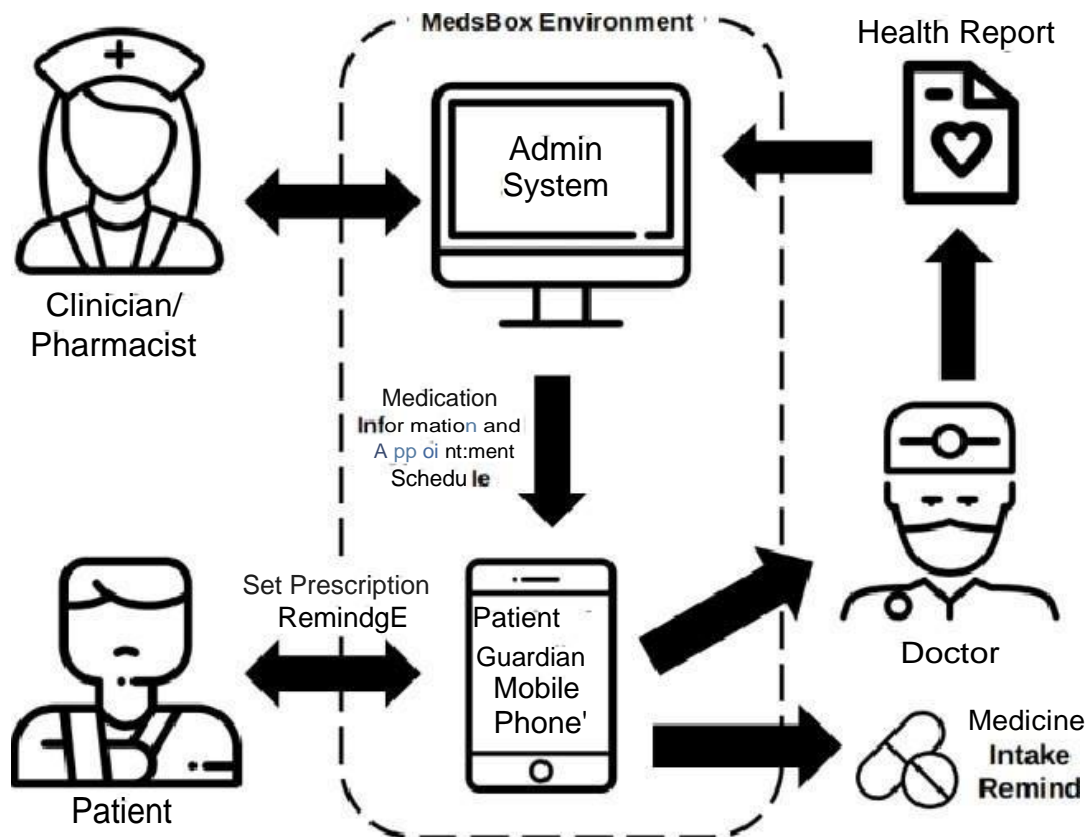 MedsBox Environment
Health Report
Admin
System
Clinician/
Pharmacist
Medication
Infor mation and
A pp oi nt:ment
Schedu le
Set Prescription
RemindgE
Patient
Guardian
Mobile
Phone'
Doctor
Medicine
Intake
Remind
Patient